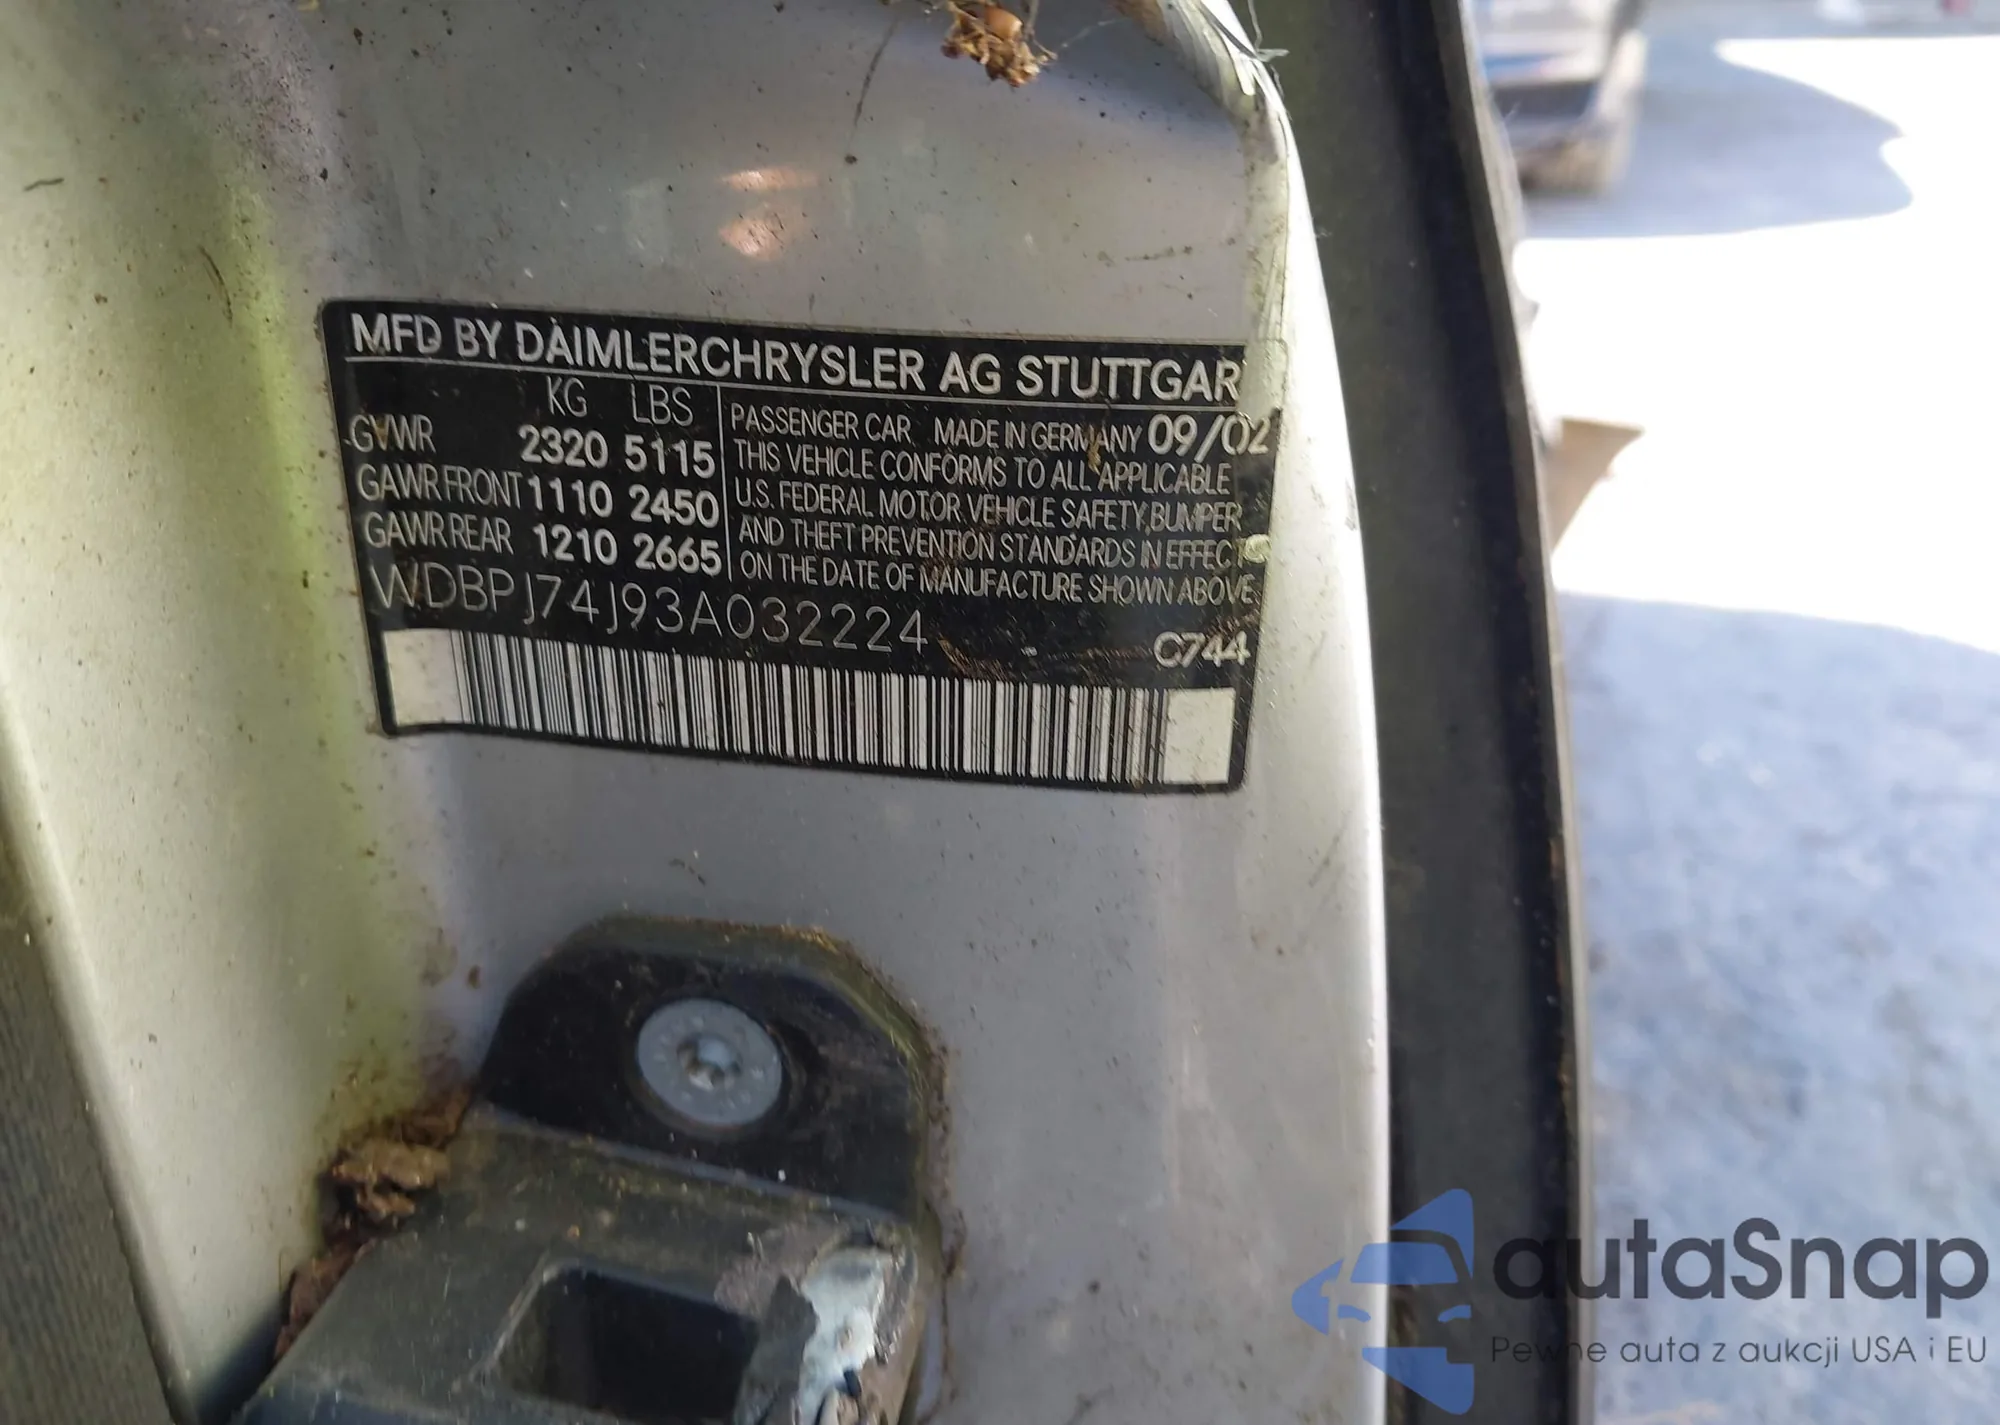 MFD BY DAIMLERCHRYSLER AG STUTTGAR
KG LBS
GVWR 2320 5115
GAWR FRONT 1110 2450
GAWR REAR 1210 2665
PASSENGER CAR MADE IN GERMANY 09/02
THIS VEHICLE CONFORMS TO ALL APPLICABLE
U.S. FEDERAL MOTOR VEHICLE SAFETY, BUMPER
AND THEFT PREVENTION STANDARDS IN EFFECT
ON THE DATE OF MANUFACTURE SHOWN ABOVE
WDBPJ74J93A032224
C744
autaSnap
Pewne auta z aukcji USA i EU